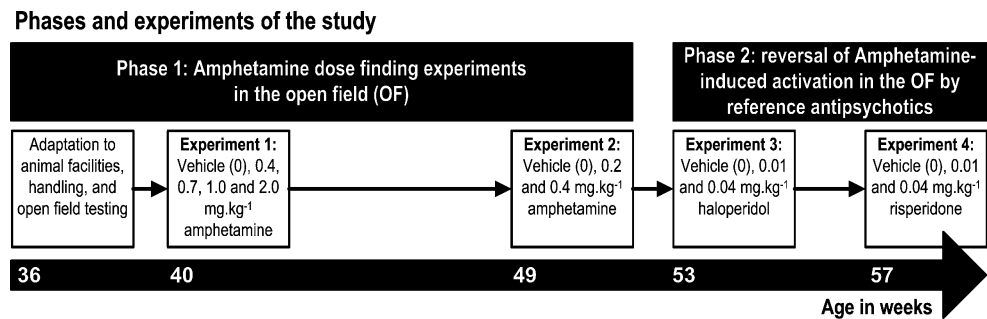 Phases and experiments of the study
Phase 1: Amphetamine dose finding experiments
in the open field (OF)
Phase 2: reversal of Amphetamine-
induced activation in the OF by
reference antipsychotics
Adaptation to
animal facilities,
handling, and
open field testing
Experiment 1:
Vehicle (0), 0.4,
0.7, 1.0 and 2.0
mg.kg⁻¹
amphetamine
Experiment 2:
Vehicle (0), 0.2
and 0.4 mg.kg⁻¹
amphetamine
Experiment 3:
Vehicle (0), 0.01
and 0.04 mg.kg⁻¹
haloperidol
Experiment 4:
Vehicle (0), 0.01
and 0.04 mg.kg⁻¹
risperidone
36 40 49 53 57
Age in weeks